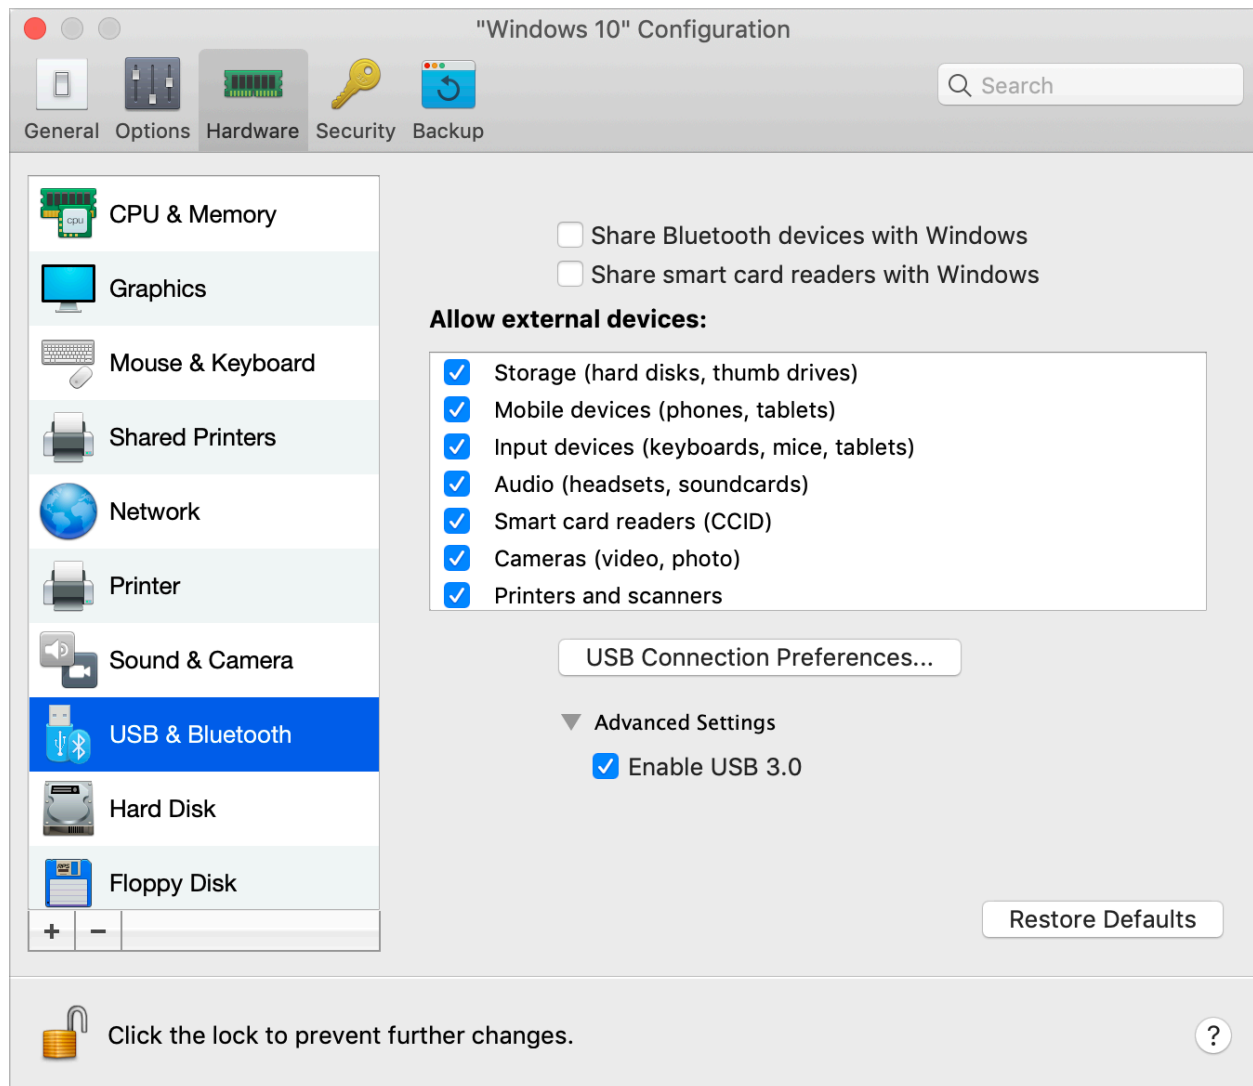 "Windows 10" Configuration
General Options Hardware Security Backup
Search
CPU & Memory
cpu
Graphics
Mouse & Keyboard
Shared Printers
Network
Printer
Sound & Camera
USB & Bluetooth
Hard Disk
Floppy Disk
+ −
Share Bluetooth devices with Windows
Share smart card readers with Windows
Allow external devices:
Storage (hard disks, thumb drives)
Mobile devices (phones, tablets)
Input devices (keyboards, mice, tablets)
Audio (headsets, soundcards)
Smart card readers (CCID)
Cameras (video, photo)
Printers and scanners
USB Connection Preferences...
Advanced Settings
Enable USB 3.0
Restore Defaults
Click the lock to prevent further changes.
?